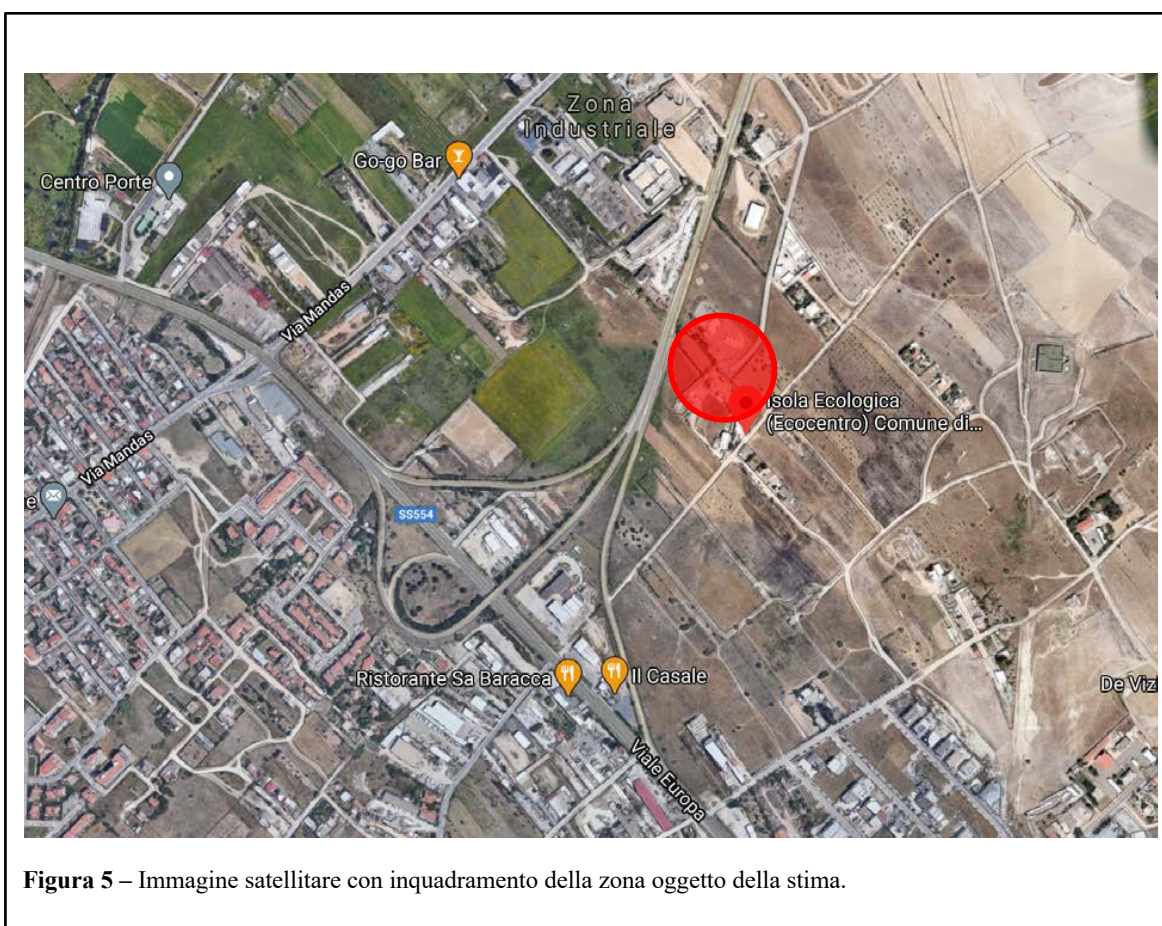 Zona
Industriale
Go-go Bar
Centro Porte
Via Mandas
Isola Ecologica
(Ecocentro) Comune di...
Via Mandas
e
SS554
Ristorante Sa Baracca
Il Casale
De Vizi
Viale Europa
Figura 5 – Immagine satellitare con inquadramento della zona oggetto della stima.